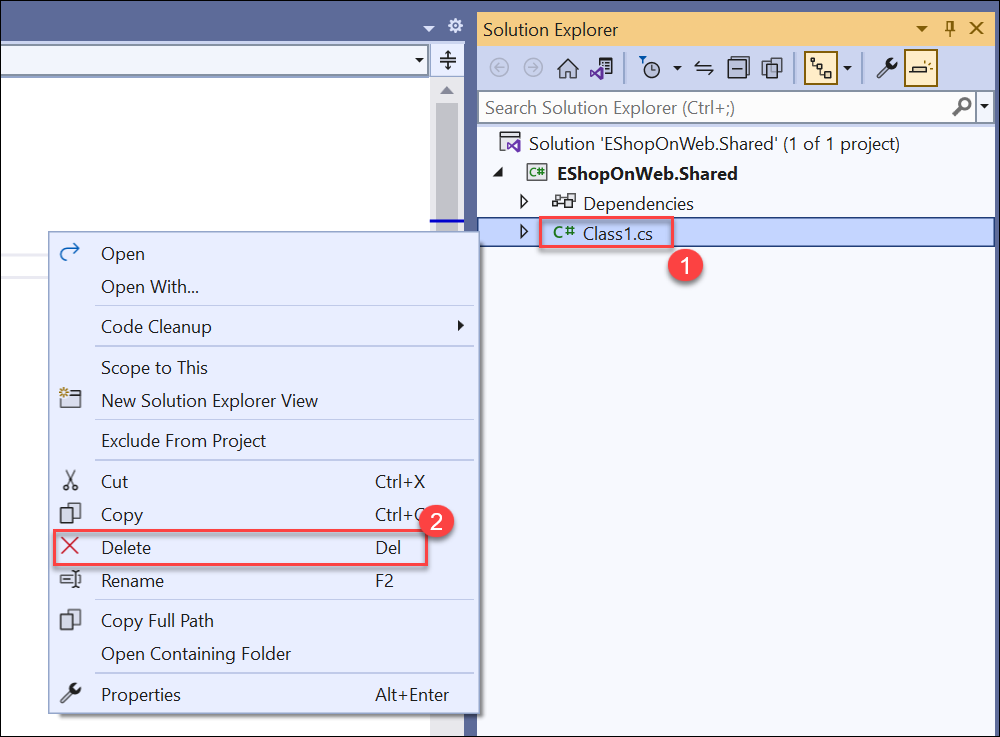 Solution Explorer
Search Solution Explorer (Ctrl+;)
Solution 'EShopOnWeb.Shared' (1 of 1 project)
C# EShopOnWeb.Shared
Dependencies
C# Class1.cs
1
Open
Open With...
Code Cleanup
Scope to This
New Solution Explorer View
Exclude From Project
Cut Ctrl+X
Copy Ctrl+C
2
Delete Del
Rename F2
Copy Full Path
Open Containing Folder
Properties Alt+Enter